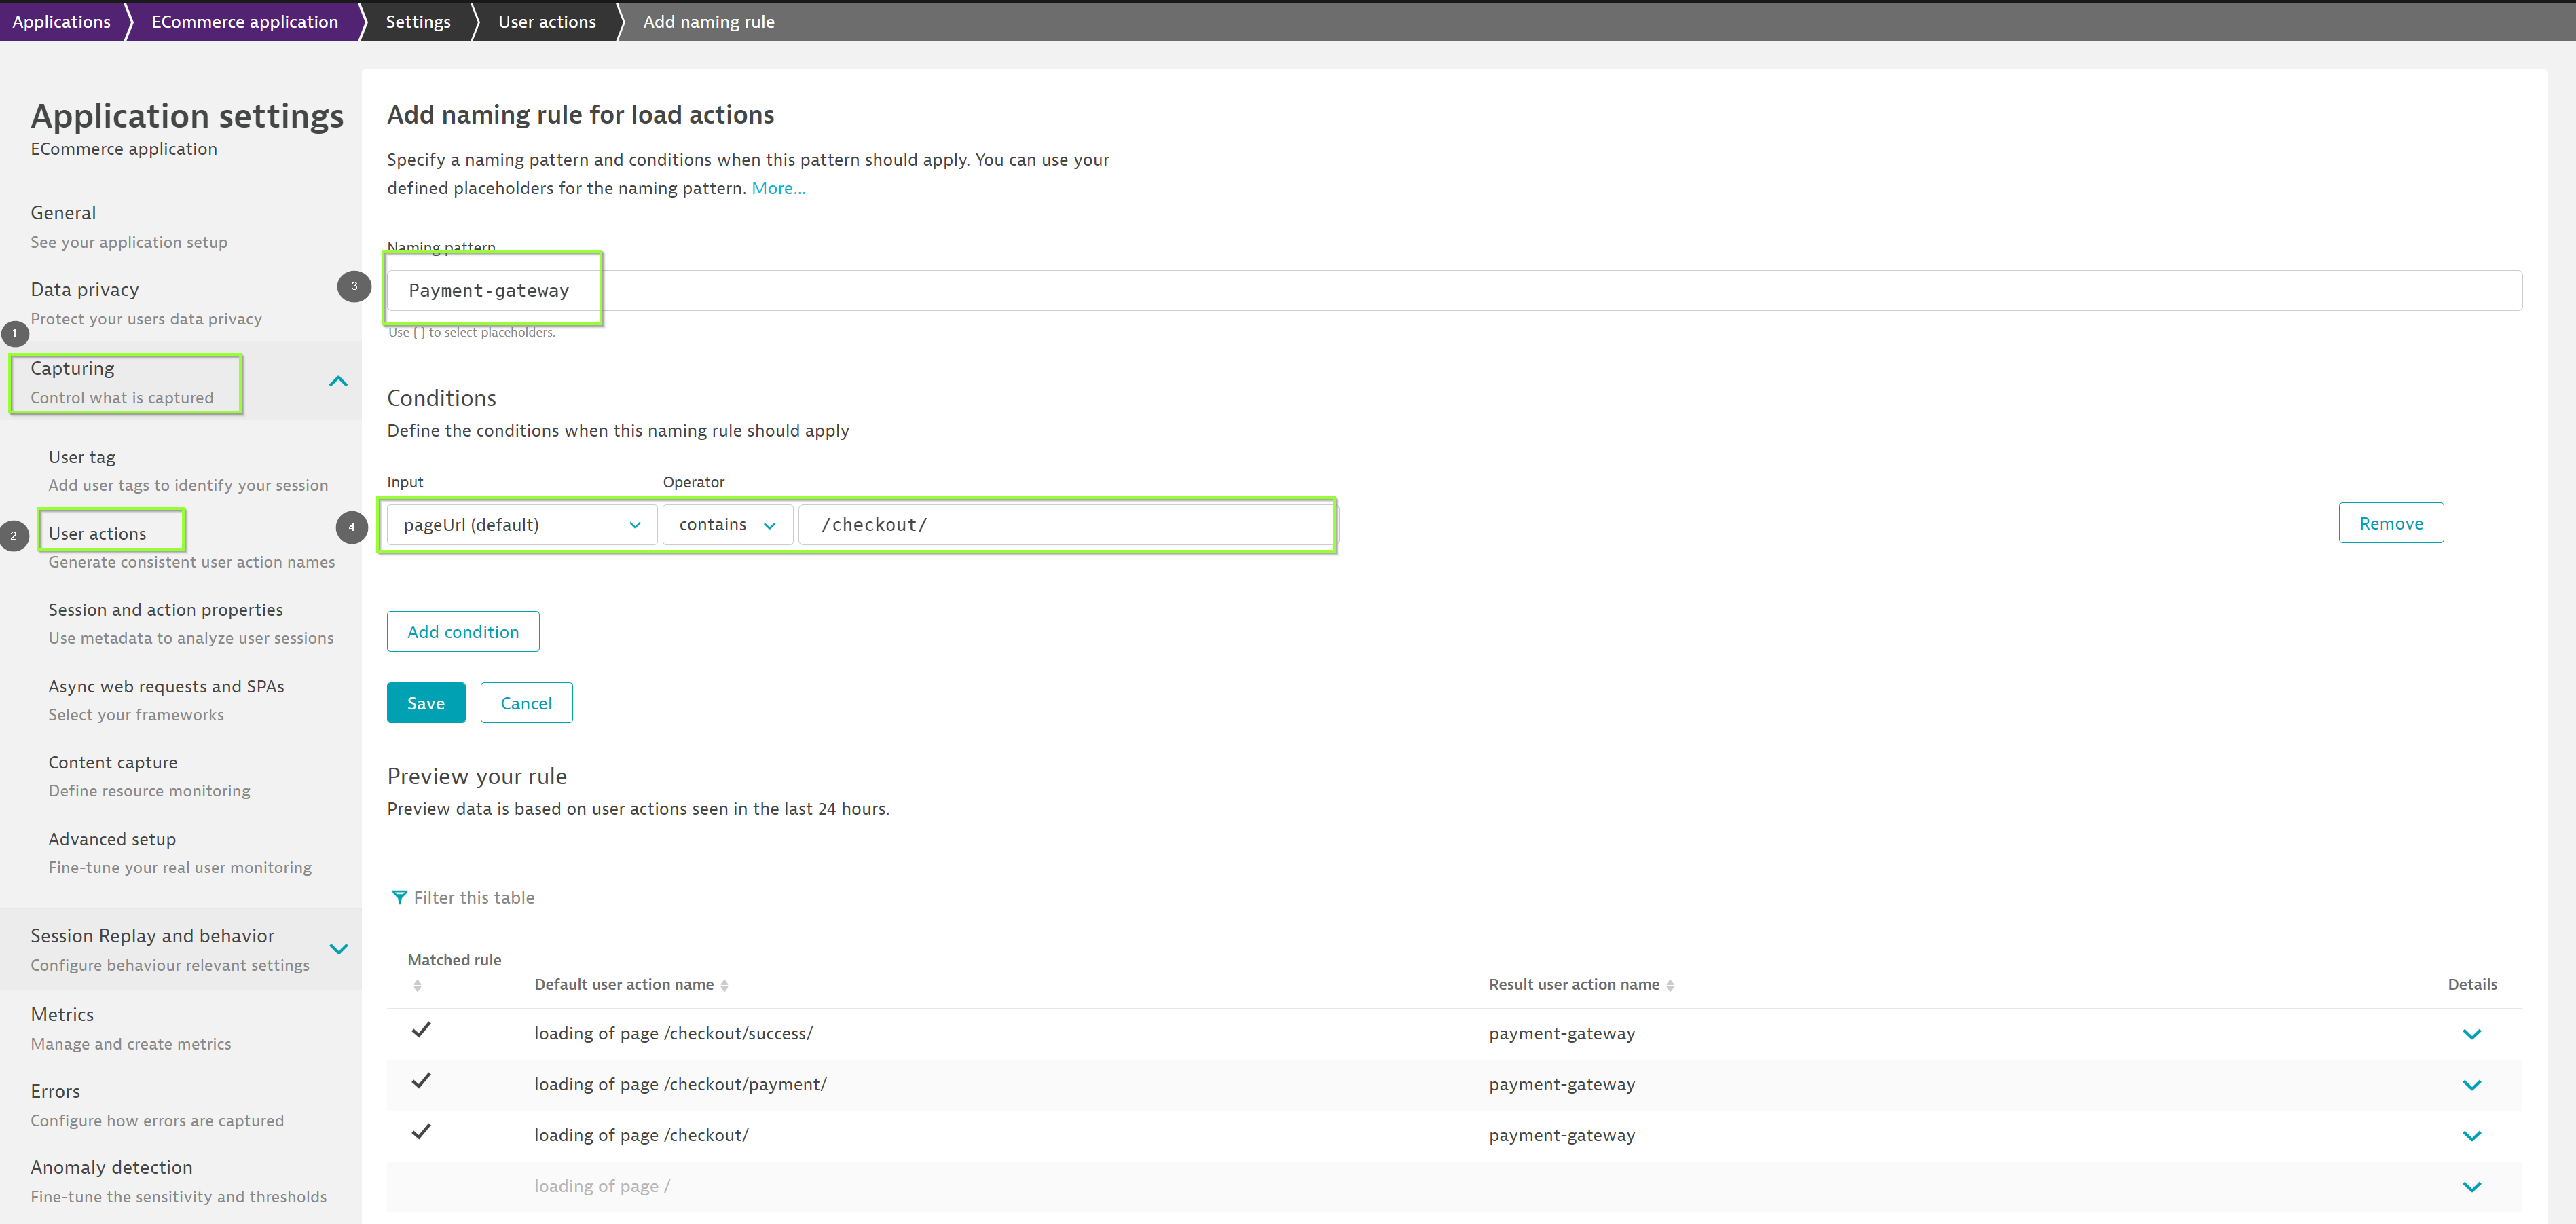 Applications ECommerce application Settings User actions Add naming rule
Application settings
ECommerce application
General
See your application setup
Data privacy
Protect your users data privacy
1
Capturing
Control what is captured
User tag
Add user tags to identify your session
2
User actions
Generate consistent user action names
Session and action properties
Use metadata to analyze user sessions
Async web requests and SPAs
Select your frameworks
Content capture
Define resource monitoring
Advanced setup
Fine-tune your real user monitoring
Session Replay and behavior
Configure behaviour relevant settings
Metrics
Manage and create metrics
Errors
Configure how errors are captured
Anomaly detection
Fine-tune the sensitivity and thresholds
Add naming rule for load actions
Specify a naming pattern and conditions when this pattern should apply. You can use your
defined placeholders for the naming pattern. More...
Naming pattern
3
Payment-gateway
Use { } to select placeholders.
Conditions
Define the conditions when this naming rule should apply
Input Operator
4
pageUrl (default) contains /checkout/ Remove
Add condition
Save Cancel
Preview your rule
Preview data is based on user actions seen in the last 24 hours.
Filter this table
Matched rule Default user action name Result user action name Details
loading of page /checkout/success/ payment-gateway
loading of page /checkout/payment/ payment-gateway
loading of page /checkout/ payment-gateway
loading of page /